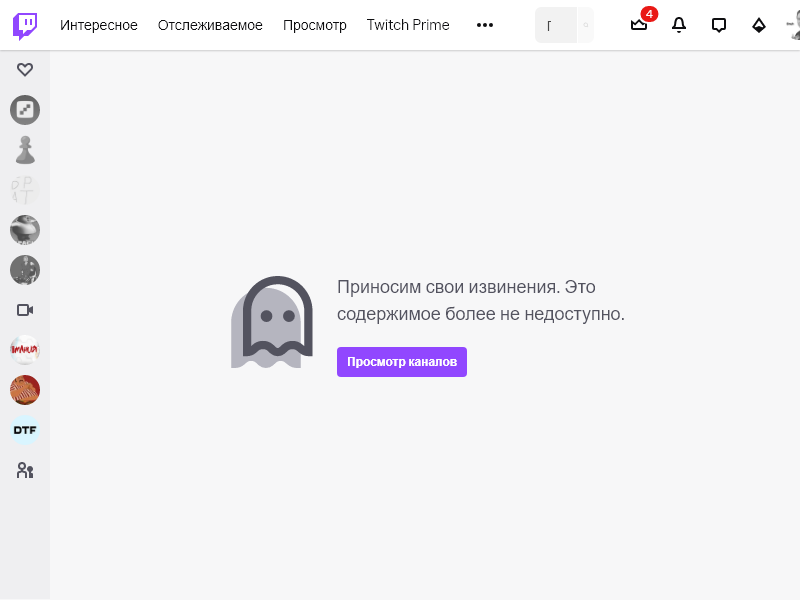 Интересное Отслеживаемое Просмотр Twitch Prime
4
Приносим свои извинения. Это
содержимое более не недоступно.
Просмотр каналов
DTF